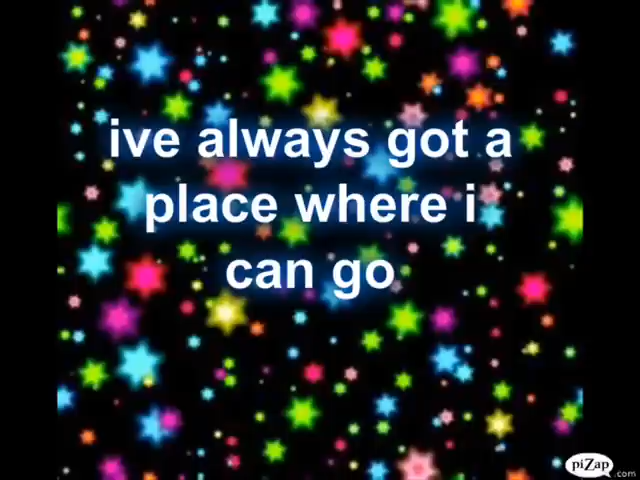 ive always got a
place where i
can go
piZap
.com